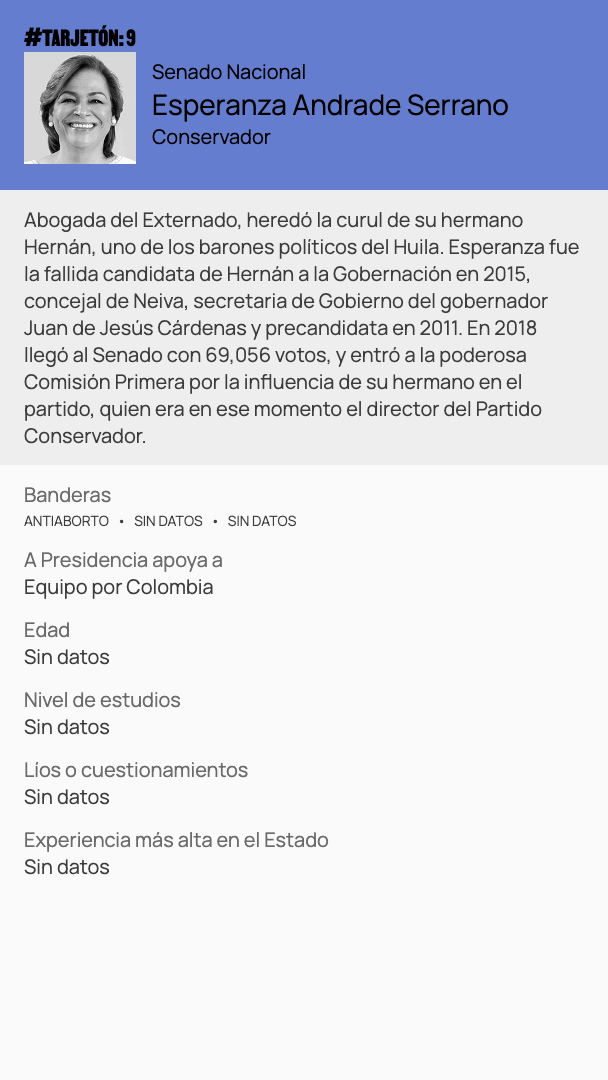 #TARJETÓN: 9
Senado Nacional
Esperanza Andrade Serrano
Conservador
Abogada del Externado, heredó la curul de su hermano
Hernán, uno de los barones políticos del Huila. Esperanza fue
la fallida candidata de Hernán a la Gobernación en 2015,
concejal de Neiva, secretaria de Gobierno del gobernador
Juan de Jesús Cárdenas y precandidata en 2011. En 2018
llegó al Senado con 69,056 votos, y entró a la poderosa
Comisión Primera por la influencia de su hermano en el
partido, quien era en ese momento el director del Partido
Conservador.
Banderas
ANTIABORTO • SIN DATOS • SIN DATOS
A Presidencia apoya a
Equipo por Colombia
Edad
Sin datos
Nivel de estudios
Sin datos
Líos o cuestionamientos
Sin datos
Experiencia más alta en el Estado
Sin datos